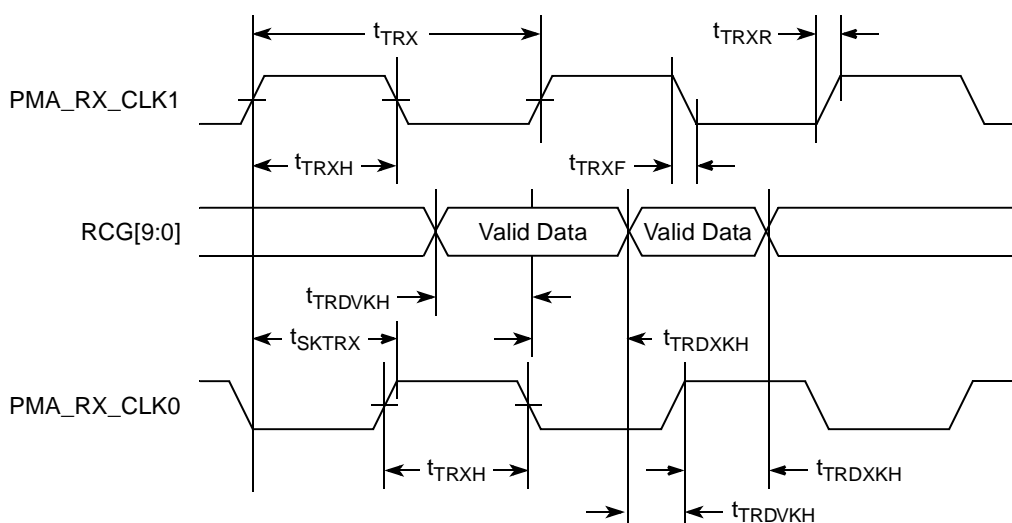 tTRX
tTRXR
PMA_RX_CLK1
tTRXH
tTRXF
RCG[9:0]
Valid Data
Valid Data
tTRDVKH
tSKTRX
tTRDXKH
PMA_RX_CLK0
tTRXH
tTRDXKH
tTRDVKH